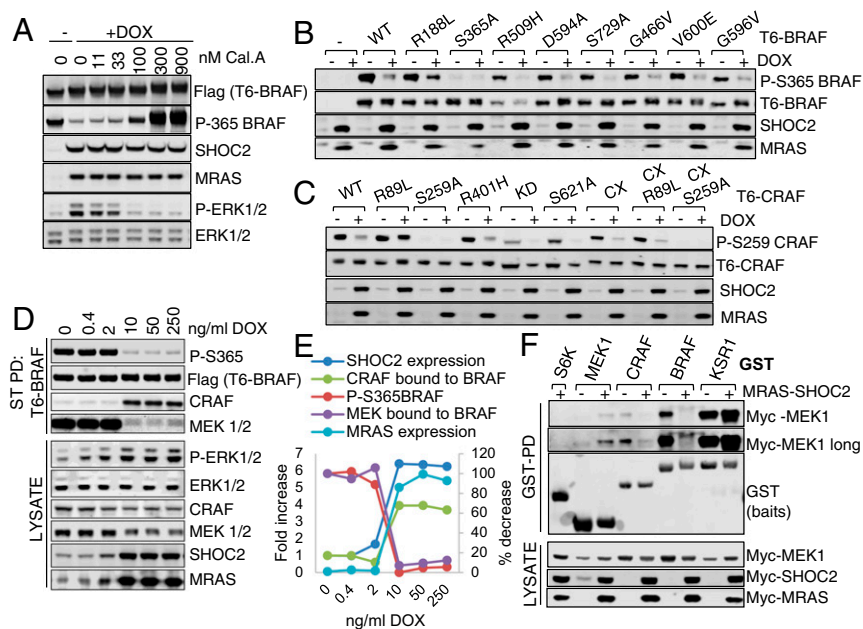 A
- +DOX
0 0 11 33 100 300 900 nM Cal.A
Flag (T6-BRAF)
P-365 BRAF
SHOC2
MRAS
P-ERK1/2
ERK1/2
B
- WT R188L S365A R509H D594A S729A G466V V600E G596V T6-BRAF
- + - + - + - + - + - + - + - + - + - + DOX
P-S365 BRAF
T6-BRAF
SHOC2
MRAS
C
WT R89L S259A R401H KD S621A CX CX R89L CX S259A T6-CRAF
- + - + - + - + - + - + - + - + - + DOX
P-S259 CRAF
T6-CRAF
SHOC2
MRAS
D
0 0.4 2 10 50 250 ng/ml DOX
ST PD: T6-BRAF
P-S365
Flag (T6-BRAF)
CRAF
MEK 1/2
LYSATE
P-ERK1/2
ERK1/2
CRAF
MEK 1/2
SHOC2
MRAS
E
SHOC2 expression
CRAF bound to BRAF
P-S365BRAF
MEK bound to BRAF
MRAS expression
Fold increase
7 6 5 4 3 2 1 0
120 100 80 60 40 20 0
% decrease
0 0.4 2 10 50 250
ng/ml DOX
F
S6K MEK1 CRAF BRAF KSR1 GST
+ - + - + - + - + MRAS-SHOC2
GST-PD
Myc -MEK1
Myc-MEK1 long
GST (baits)
LYSATE
Myc-MEK1
Myc-SHOC2
Myc-MRAS